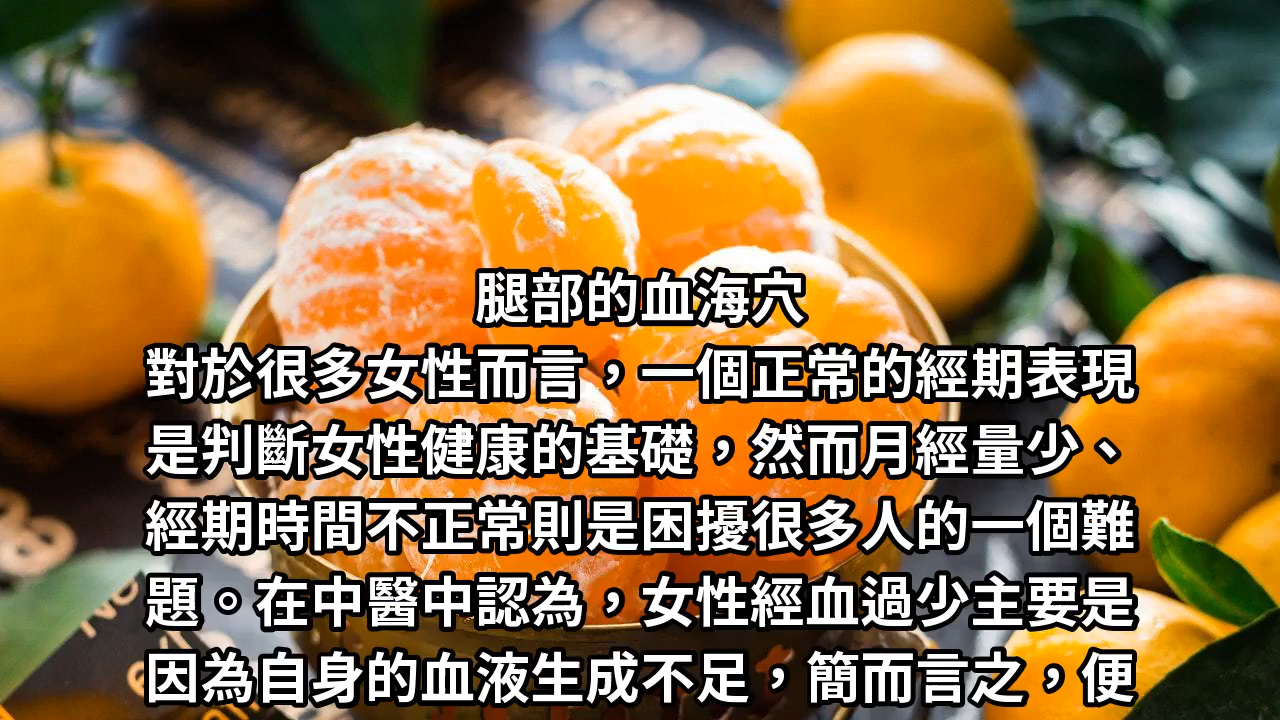 腿部的血海穴
對於很多女性而言，一個正常的經期表現
是判斷女性健康的基礎，然而月經量少、
經期時間不正常則是困擾很多人的一個難
題。在中醫中認為，女性經血過少主要是
因為自身的血液生成不足，簡而言之，便